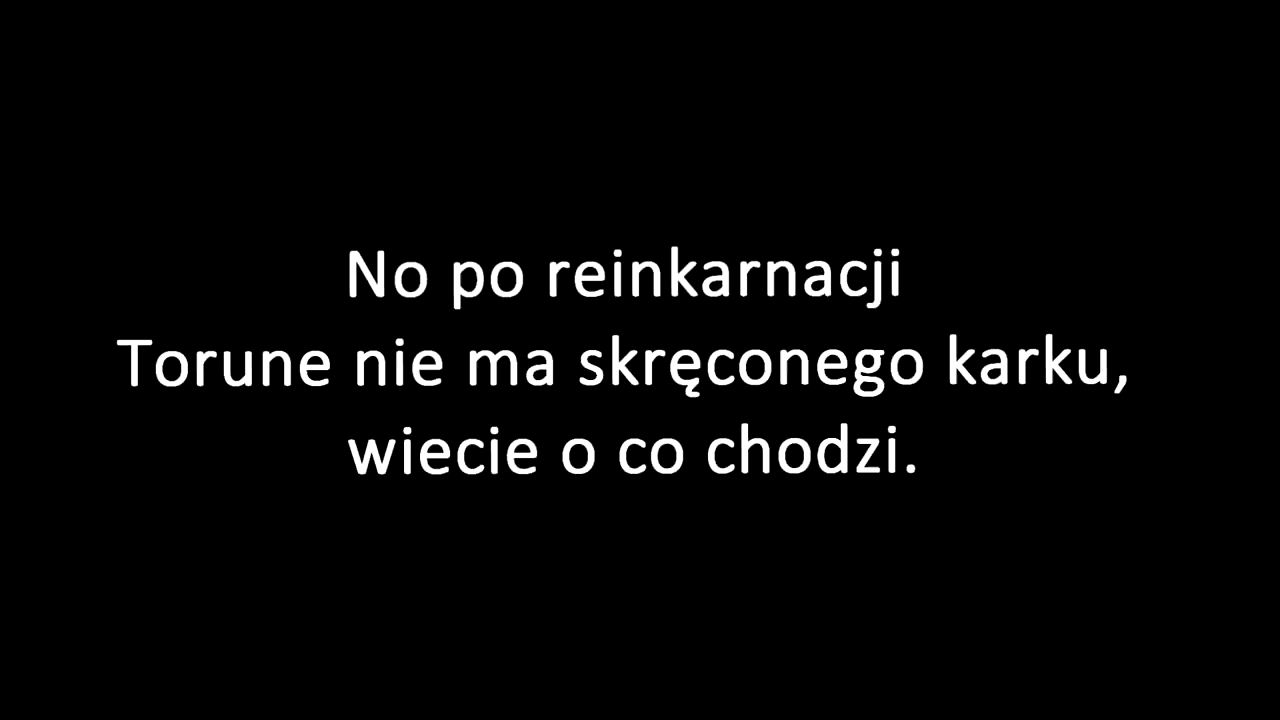 No po reinkarnacji
Torune nie ma skręconego karku,
wiecie o co chodzi.